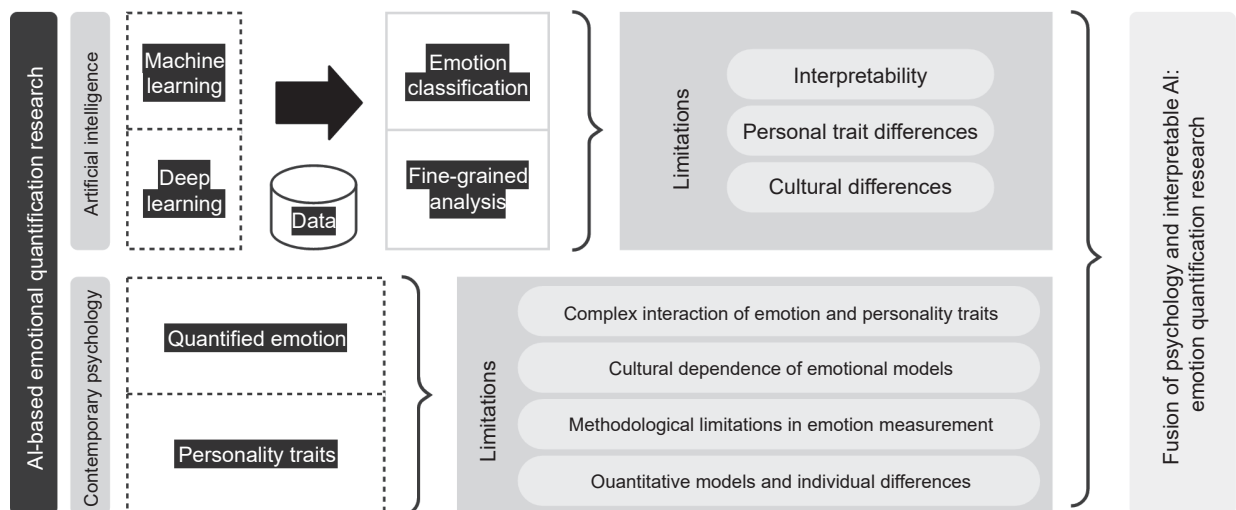 AI-based emotional quantification research
Artificial intelligence
Machine
learning
Deep
learning
Data
Emotion
classification
Fine-grained
analysis
Limitations
Interpretability
Personal trait differences
Cultural differences
Contemporary psychology
Quantified emotion
Personality traits
Limitations
Complex interaction of emotion and personality traits
Cultural dependence of emotional models
Methodological limitations in emotion measurement
Quantitative models and individual differences
Fusion of psychology and interpretable AI:
emotion quantification research